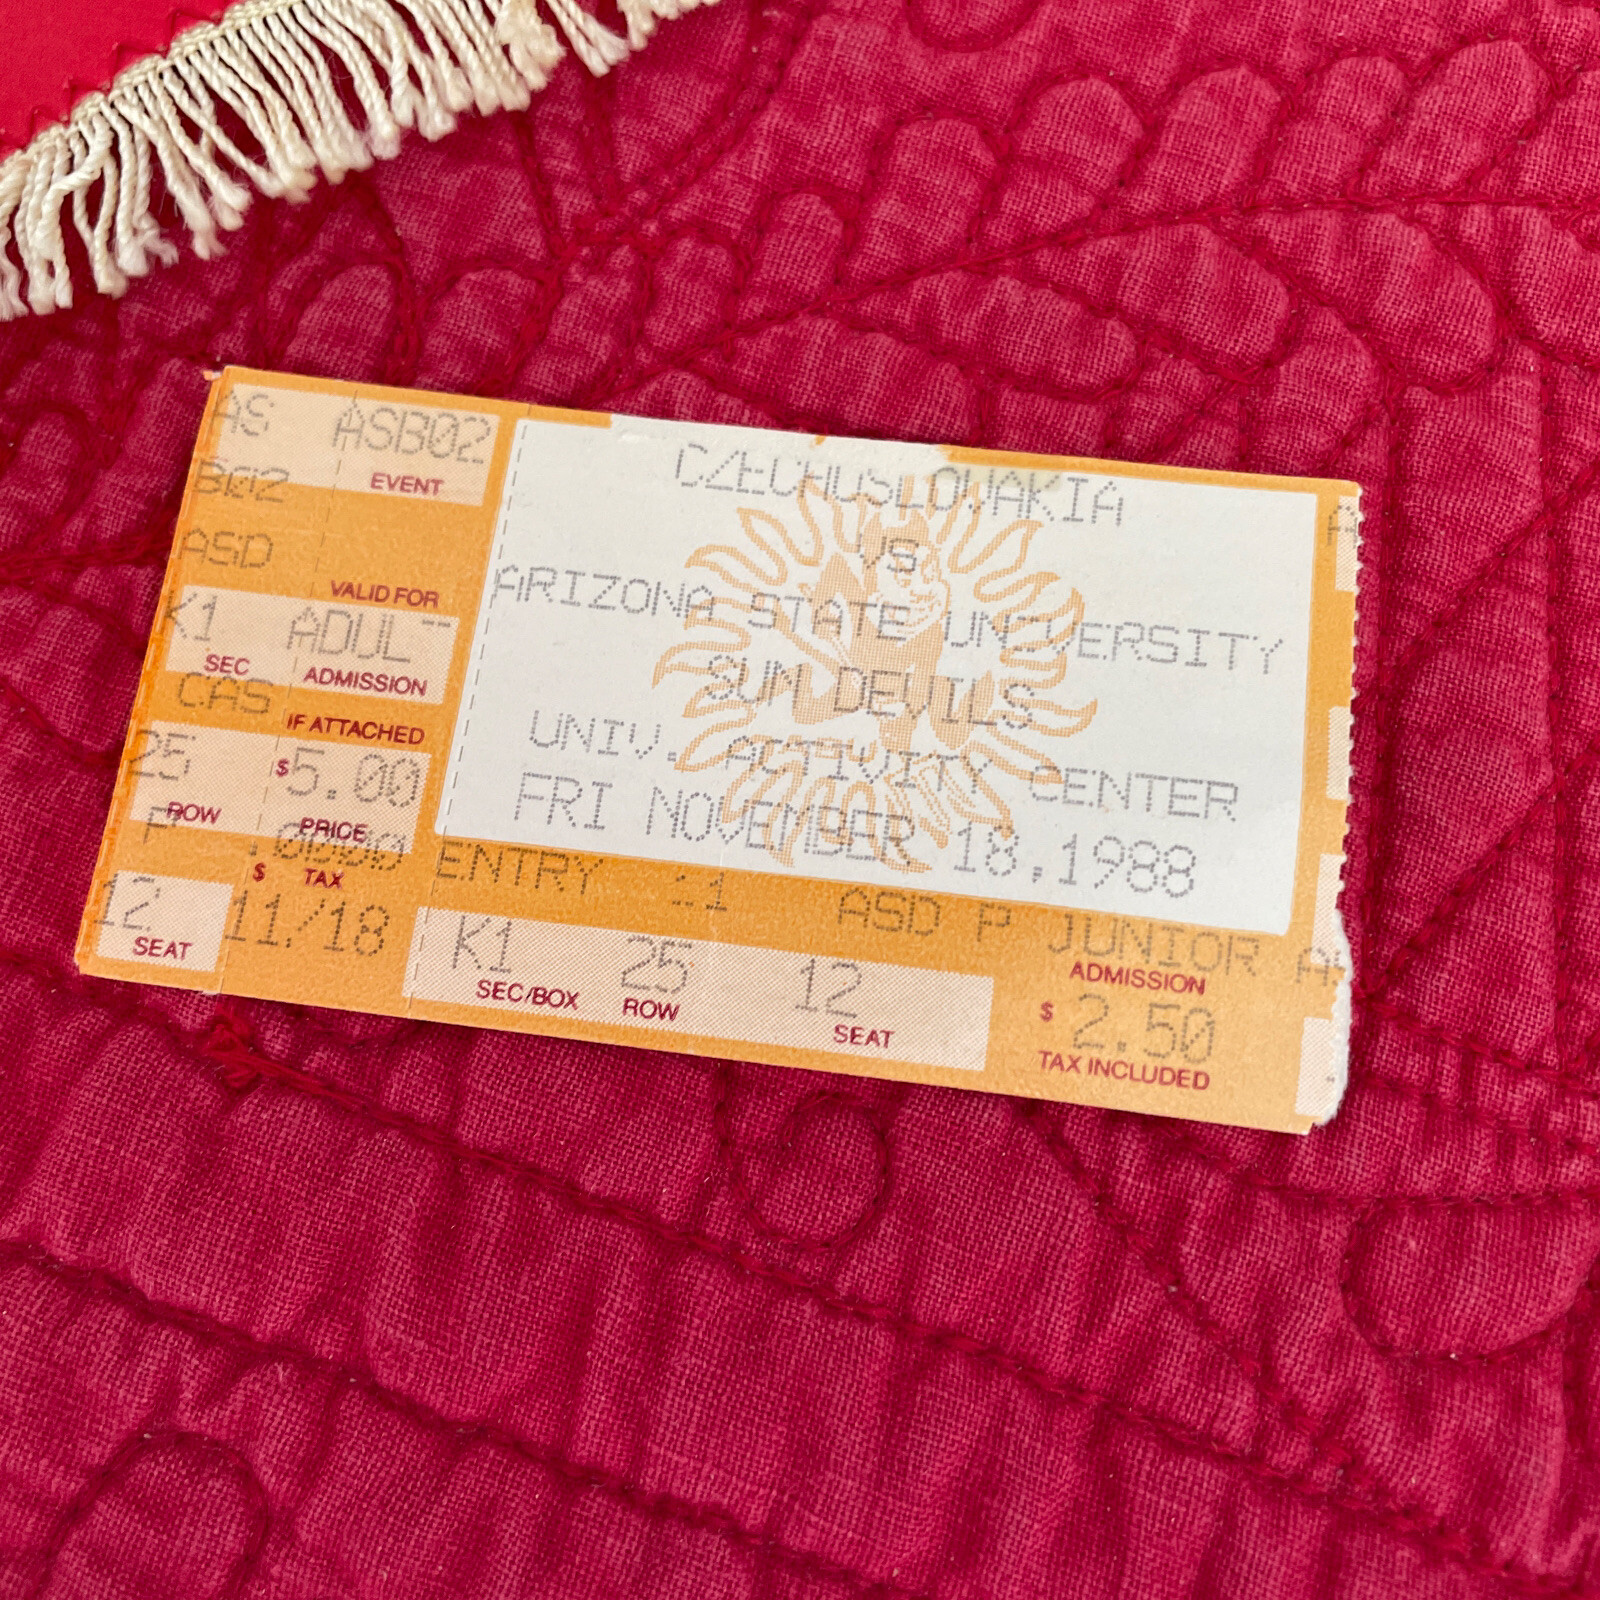 AS ASB02
EVENT
B02
ASD
VALID FOR
K1 ADUL
SEC ADMISSION
CAS
IF ATTACHED
25 $5.00
ROW PRICE
F
$ TAX
12 11/18
SEAT
CZECHOSLOVAKIA
VS
ARIZONA STATE UNIVERSITY
SUN DEVILS
UNIV. ACTIVITY CENTER
FRI NOVEMBER 18,1988
ENTRY 11 ASD P JUNIOR
ADMISSION
K1 25 12
SEC/BOX ROW SEAT
$ 2.50
TAX INCLUDED